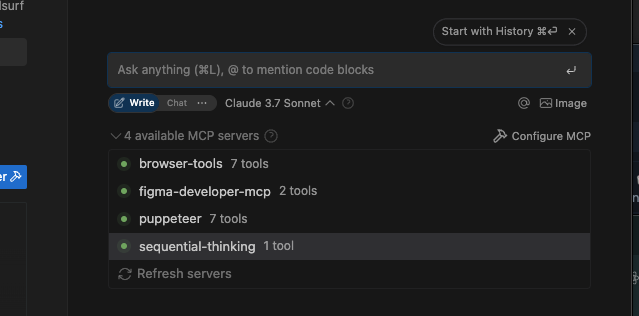 lsurf
s
Start with History ⌘⏎ ×
Ask anything (⌘L), @ to mention code blocks
Write Chat ··· Claude 3.7 Sonnet @ Image
4 available MCP servers Configure MCP
er
browser-tools 7 tools
figma-developer-mcp 2 tools
puppeteer 7 tools
sequential-thinking 1 tool
Refresh servers